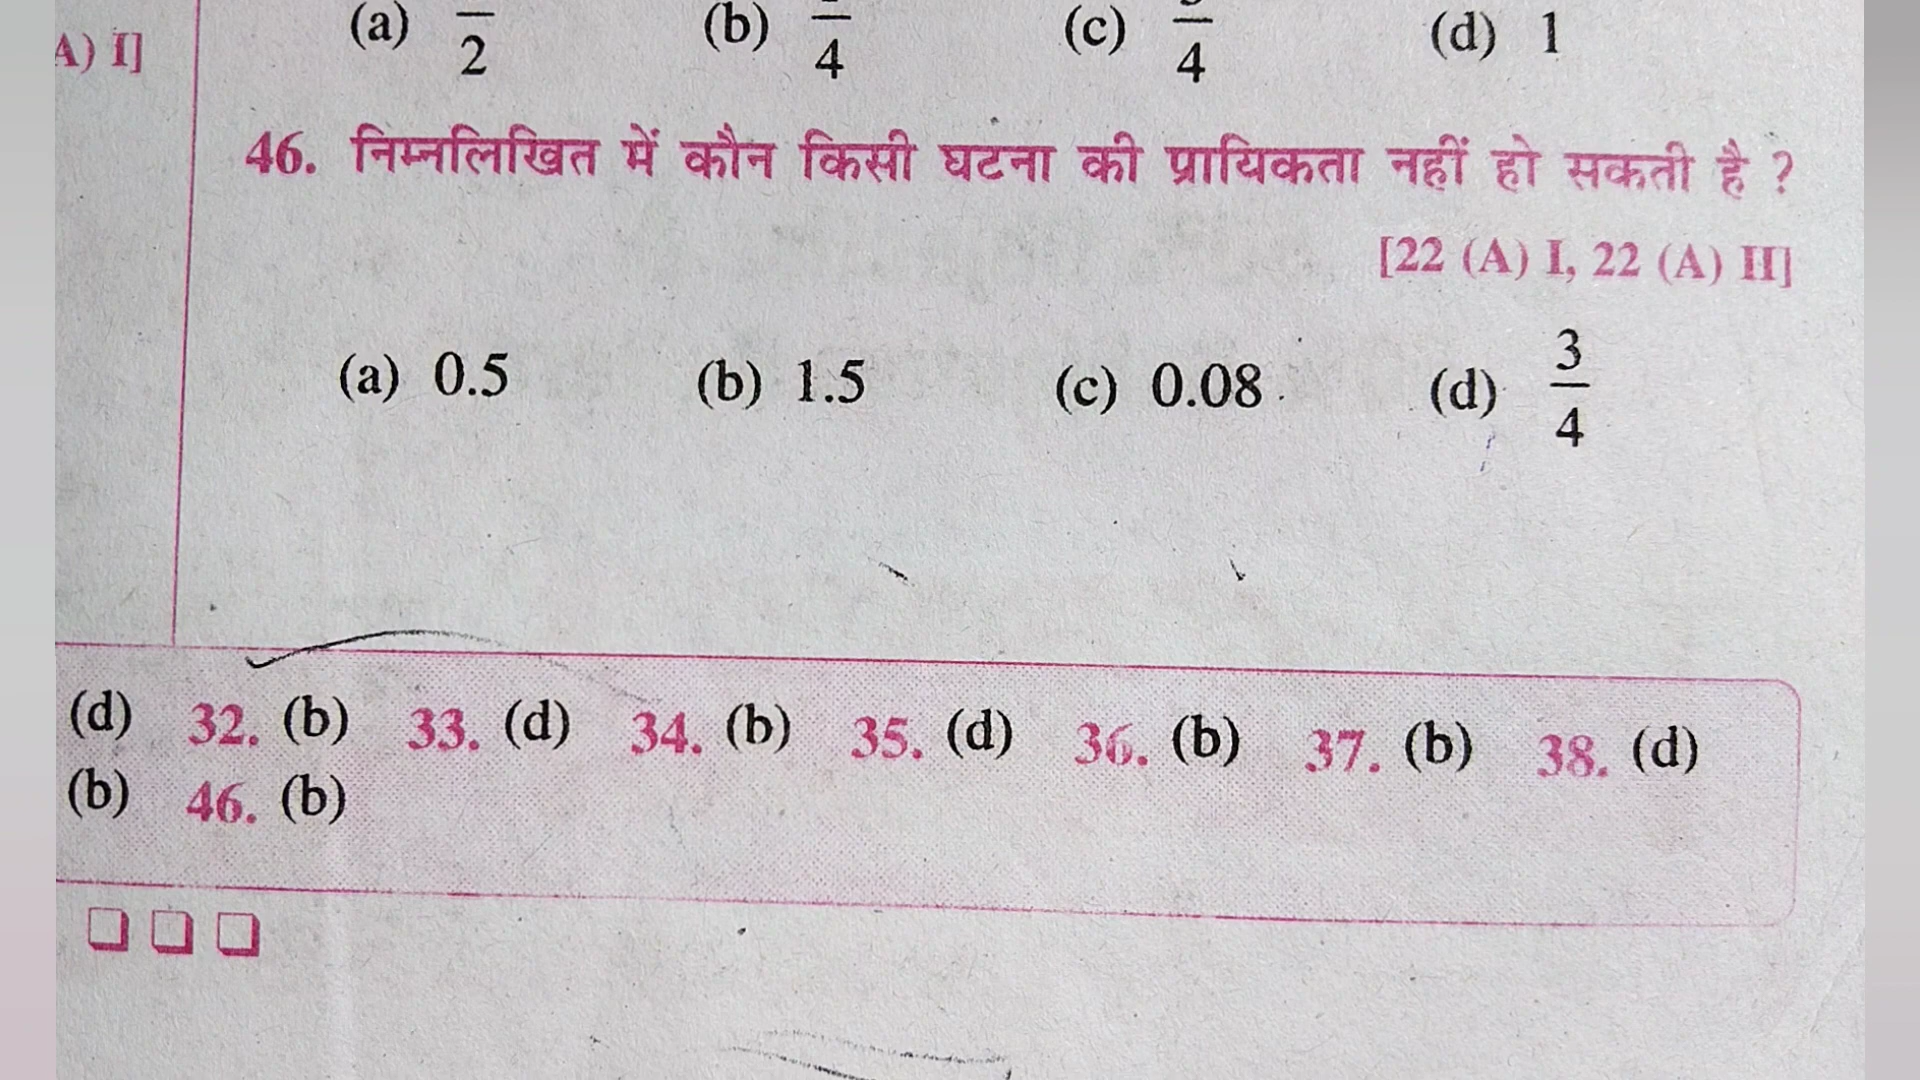 A) I]
(a) 2 (b) 4 (c) 4 (d) 1
46. निम्नलिखित में कौन किसी घटना की प्रायिकता नहीं हो सकती है ?
[22 (A) I, 22 (A) II]
(a) 0.5 (b) 1.5 (c) 0.08 (d) 3/4
(d) 32. (b) 33. (d) 34. (b) 35. (d) 36. (b) 37. (b) 38. (d)
(b) 46. (b)